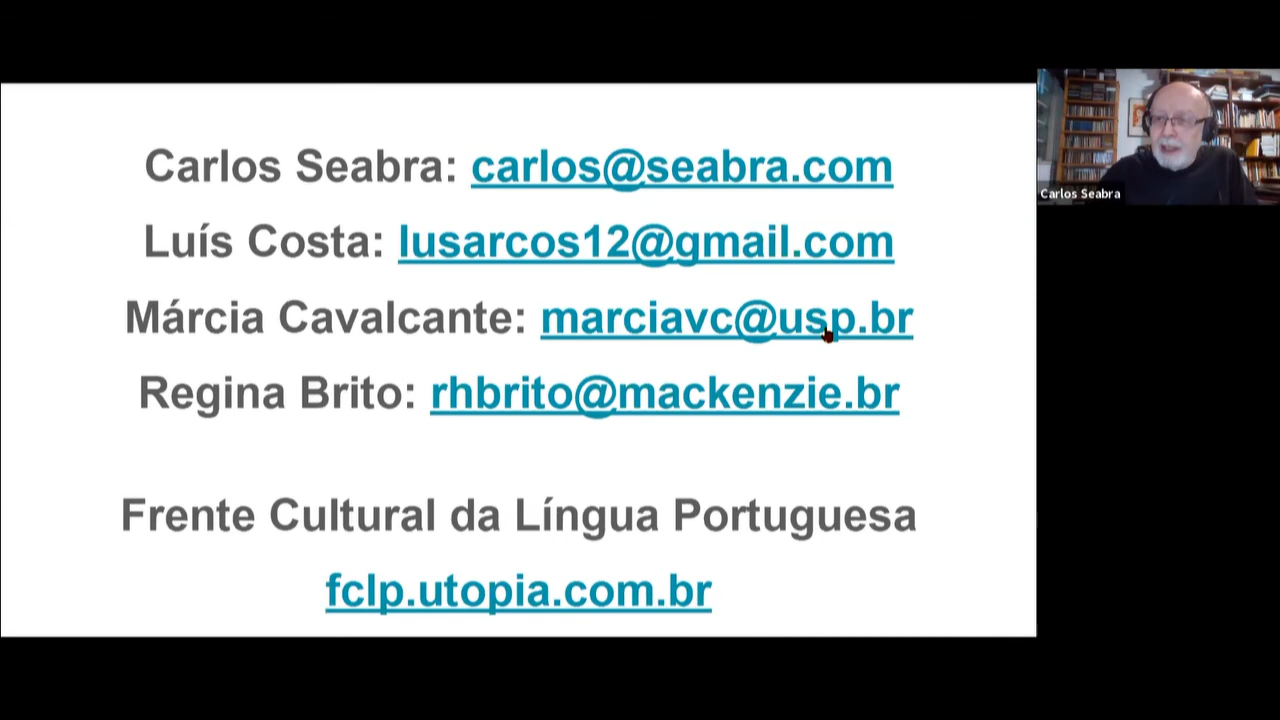 Carlos Seabra: carlos@seabra.com
Luís Costa: lusarcos12@gmail.com
Márcia Cavalcante: marciavc@usp.br
Regina Brito: rhbrito@mackenzie.br
Frente Cultural da Língua Portuguesa
fclp.utopia.com.br
Carlos Seabra